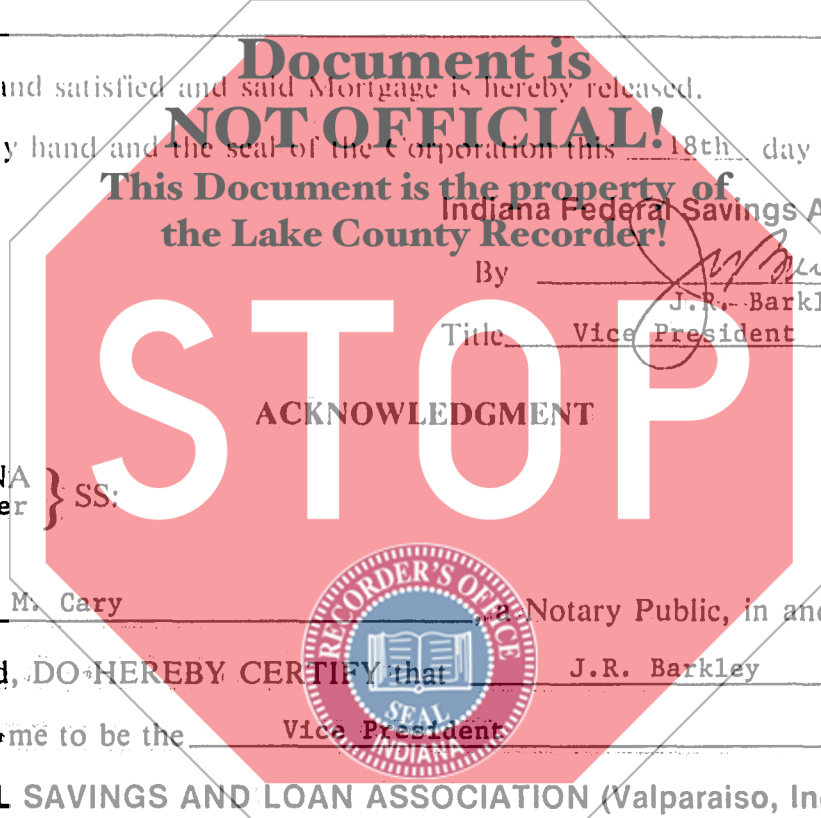 Document is
and satisfied and said Mortgage is hereby released.
NOT OFFICIAL!
y hand and the seal of the Corporation this 18th day
This Document is the property of
Indiana Federal Savings A
the Lake County Recorder!
By
J.R. Barkl
Title Vice President
STOP
ACKNOWLEDGMENT
NA
er } SS:
M. Cary , a Notary Public, in and
RECORDER'S OFFICE
d, DO HEREBY CERTIFY that J.R. Barkley
SEAL
me to be the Vice President
INDIANA
L SAVINGS AND LOAN ASSOCIATION (Valparaiso, Ind